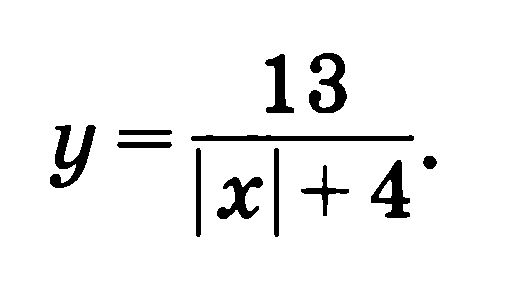 y = 13 / (|x| + 4).